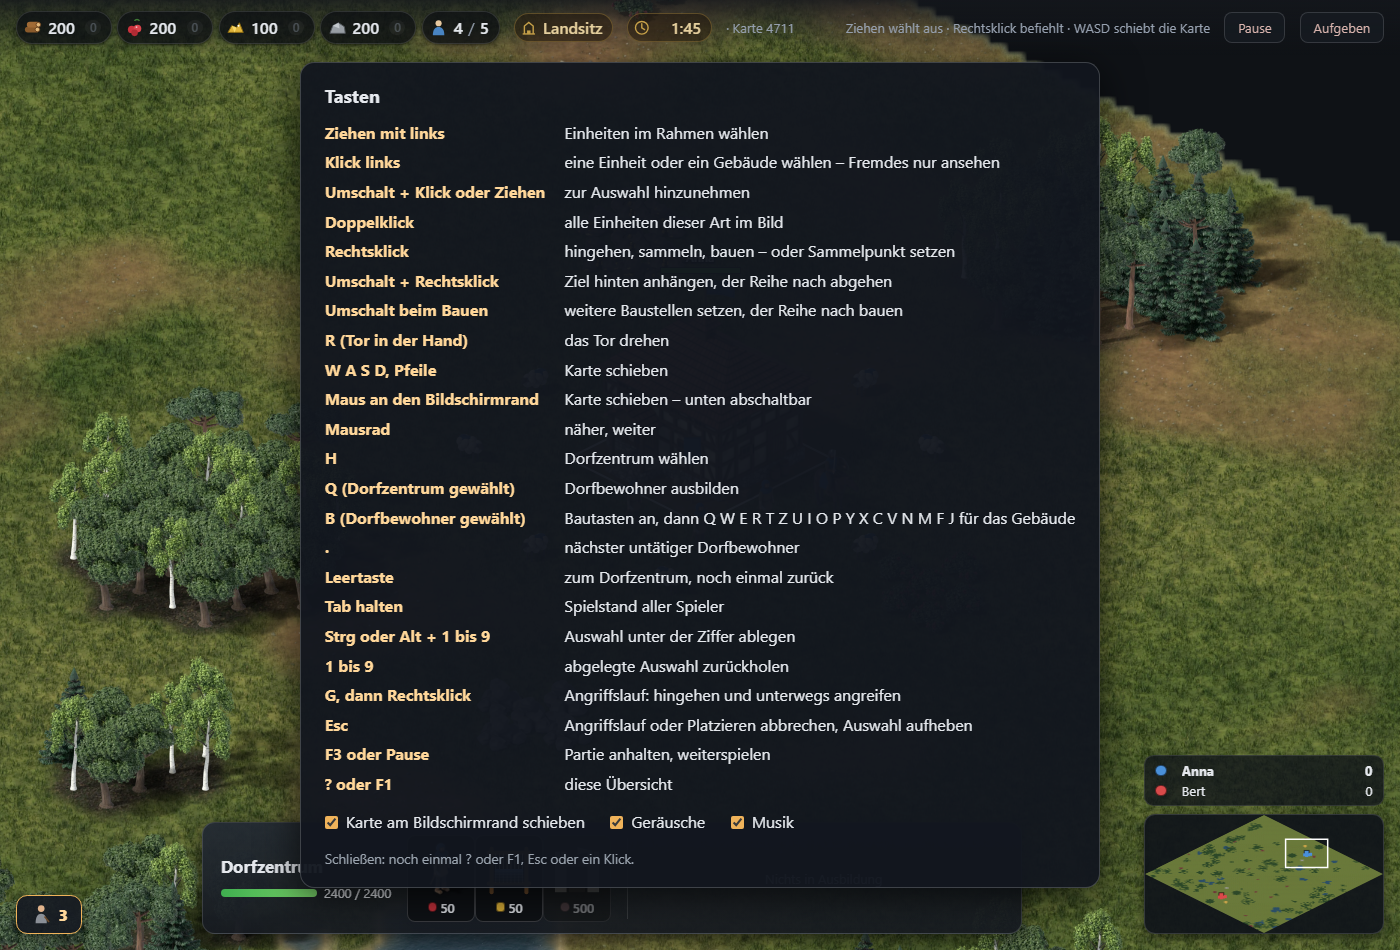 200 0 200 0 100 0 200 0 4 / 5 Landsitz 1:45 · Karte 4711 Ziehen wählt aus · Rechtsklick befiehlt · WASD schiebt die Karte Pause Aufgeben
Tasten
Ziehen mit links Einheiten im Rahmen wählen
Klick links eine Einheit oder ein Gebäude wählen – Fremdes nur ansehen
Umschalt + Klick oder Ziehen zur Auswahl hinzunehmen
Doppelklick alle Einheiten dieser Art im Bild
Rechtsklick hingehen, sammeln, bauen – oder Sammelpunkt setzen
Umschalt + Rechtsklick Ziel hinten anhängen, der Reihe nach abgehen
Umschalt beim Bauen weitere Baustellen setzen, der Reihe nach bauen
R (Tor in der Hand) das Tor drehen
W A S D, Pfeile Karte schieben
Maus an den Bildschirmrand Karte schieben – unten abschaltbar
Mausrad näher, weiter
H Dorfzentrum wählen
Q (Dorfzentrum gewählt) Dorfbewohner ausbilden
B (Dorfbewohner gewählt) Bautasten an, dann Q W E R T Z U I O P Y X C V N M F J für das Gebäude
. nächster untätiger Dorfbewohner
Leertaste zum Dorfzentrum, noch einmal zurück
Tab halten Spielstand aller Spieler
Strg oder Alt + 1 bis 9 Auswahl unter der Ziffer ablegen
1 bis 9 abgelegte Auswahl zurückholen
G, dann Rechtsklick Angriffslauf: hingehen und unterwegs angreifen
Esc Angriffslauf oder Platzieren abbrechen, Auswahl aufheben
F3 oder Pause Partie anhalten, weiterspielen
? oder F1 diese Übersicht
Karte am Bildschirmrand schieben Geräusche Musik
Schließen: noch einmal ? oder F1, Esc oder ein Klick.
Anna 0
Bert 0
Dorfzentrum
2400 / 2400
50 50 500
3